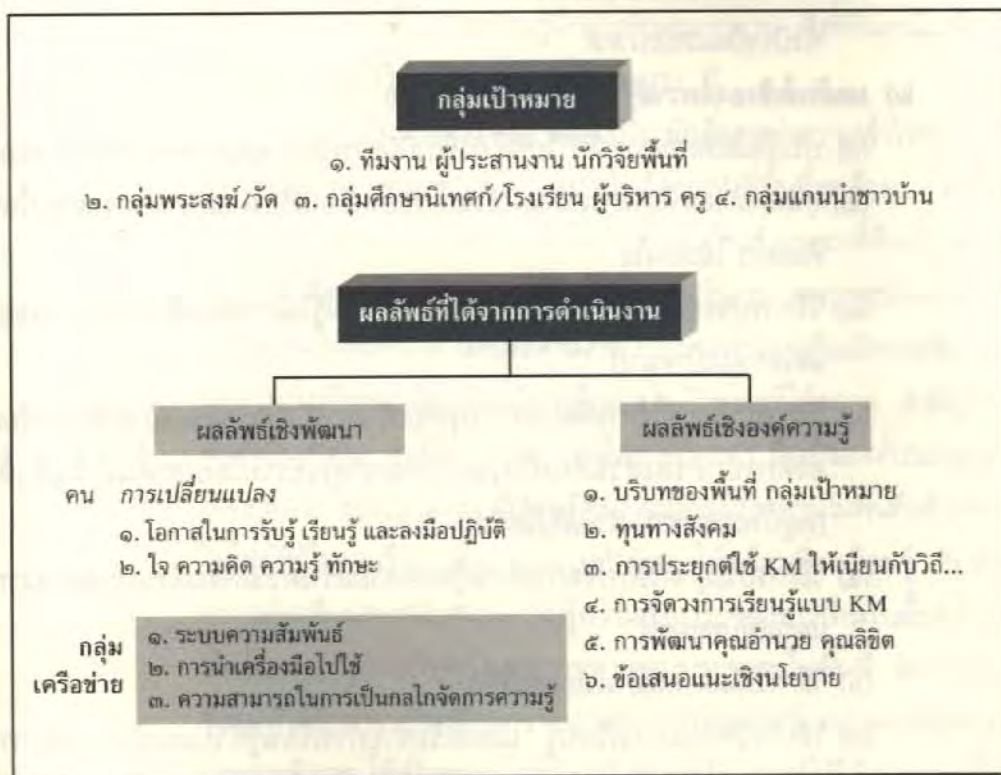 กลุ่มเป้าหมาย
๑. ทีมงาน ผู้ประสานงาน นักวิจัยพื้นที่
๒. กลุ่มพระสงฆ์/วัด ๓. กลุ่มศึกษานิเทศก์/โรงเรียน ผู้บริหาร ครู ๔. กลุ่มแกนนำชาวบ้าน
ผลลัพธ์ที่ได้จากการดำเนินงาน
ผลลัพธ์เชิงพัฒนา
คน การเปลี่ยนแปลง
๑. โอกาสในการรับรู้ เรียนรู้ และลงมือปฏิบัติ
๒. ใจ ความคิด ความรู้ ทักษะ
กลุ่ม
เครือข่าย
๑. ระบบความสัมพันธ์
๒. การนำเครื่องมือไปใช้
๓. ความสามารถในการเป็นกลไกจัดการความรู้
ผลลัพธ์เชิงองค์ความรู้
๑. บริบทของพื้นที่ กลุ่มเป้าหมาย
๒. ทุนทางสังคม
๓. การประยุกต์ใช้ KM ให้เนียนกับวิถี...
๔. การจัดวงการเรียนรู้แบบ KM
๕. การพัฒนาคุณอำนวย คุณลิขิต
๖. ข้อเสนอแนะเชิงนโยบาย